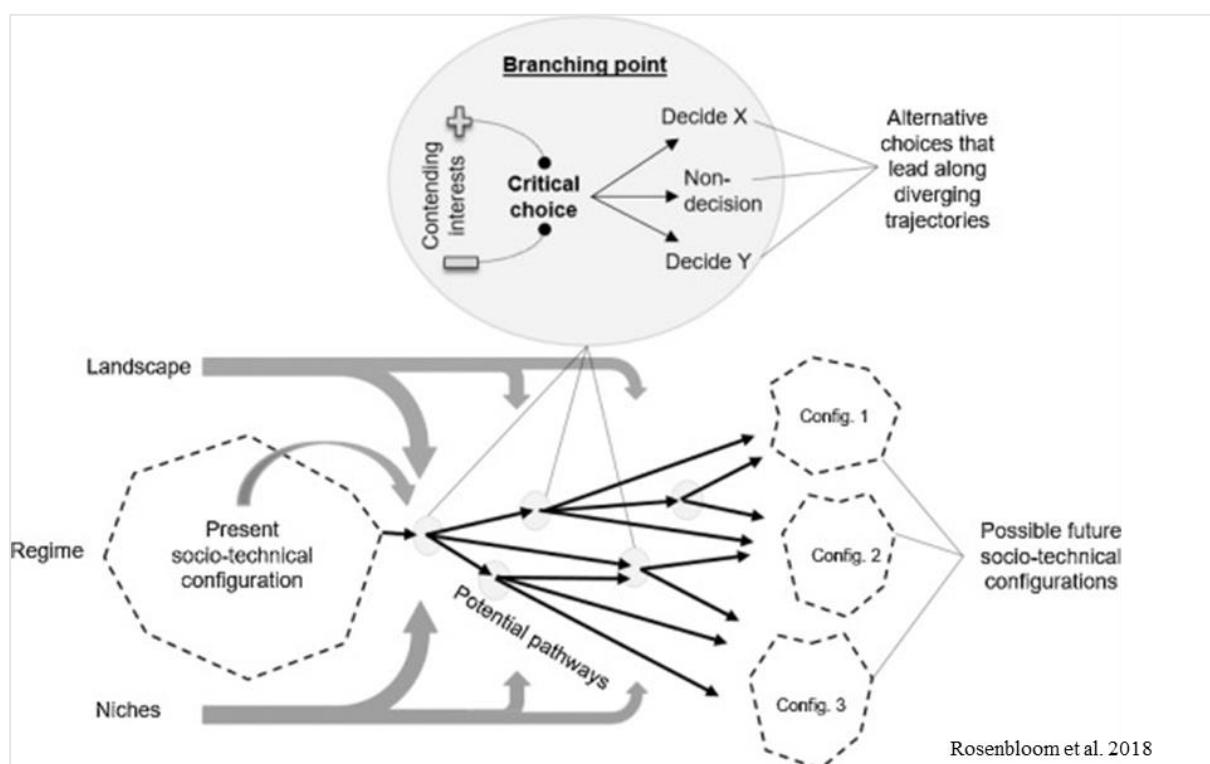 Branching point
Decide X
Contending
interests
Critical
choice
Non-
decision
Decide Y
Alternative
choices that
lead along
diverging
trajectories
Landscape
Config. 1
Regime
Present
socio-technical
configuration
Config. 2
Possible future
socio-technical
configurations
Potential pathways
Niches
Config. 3
Rosenbloom et al. 2018